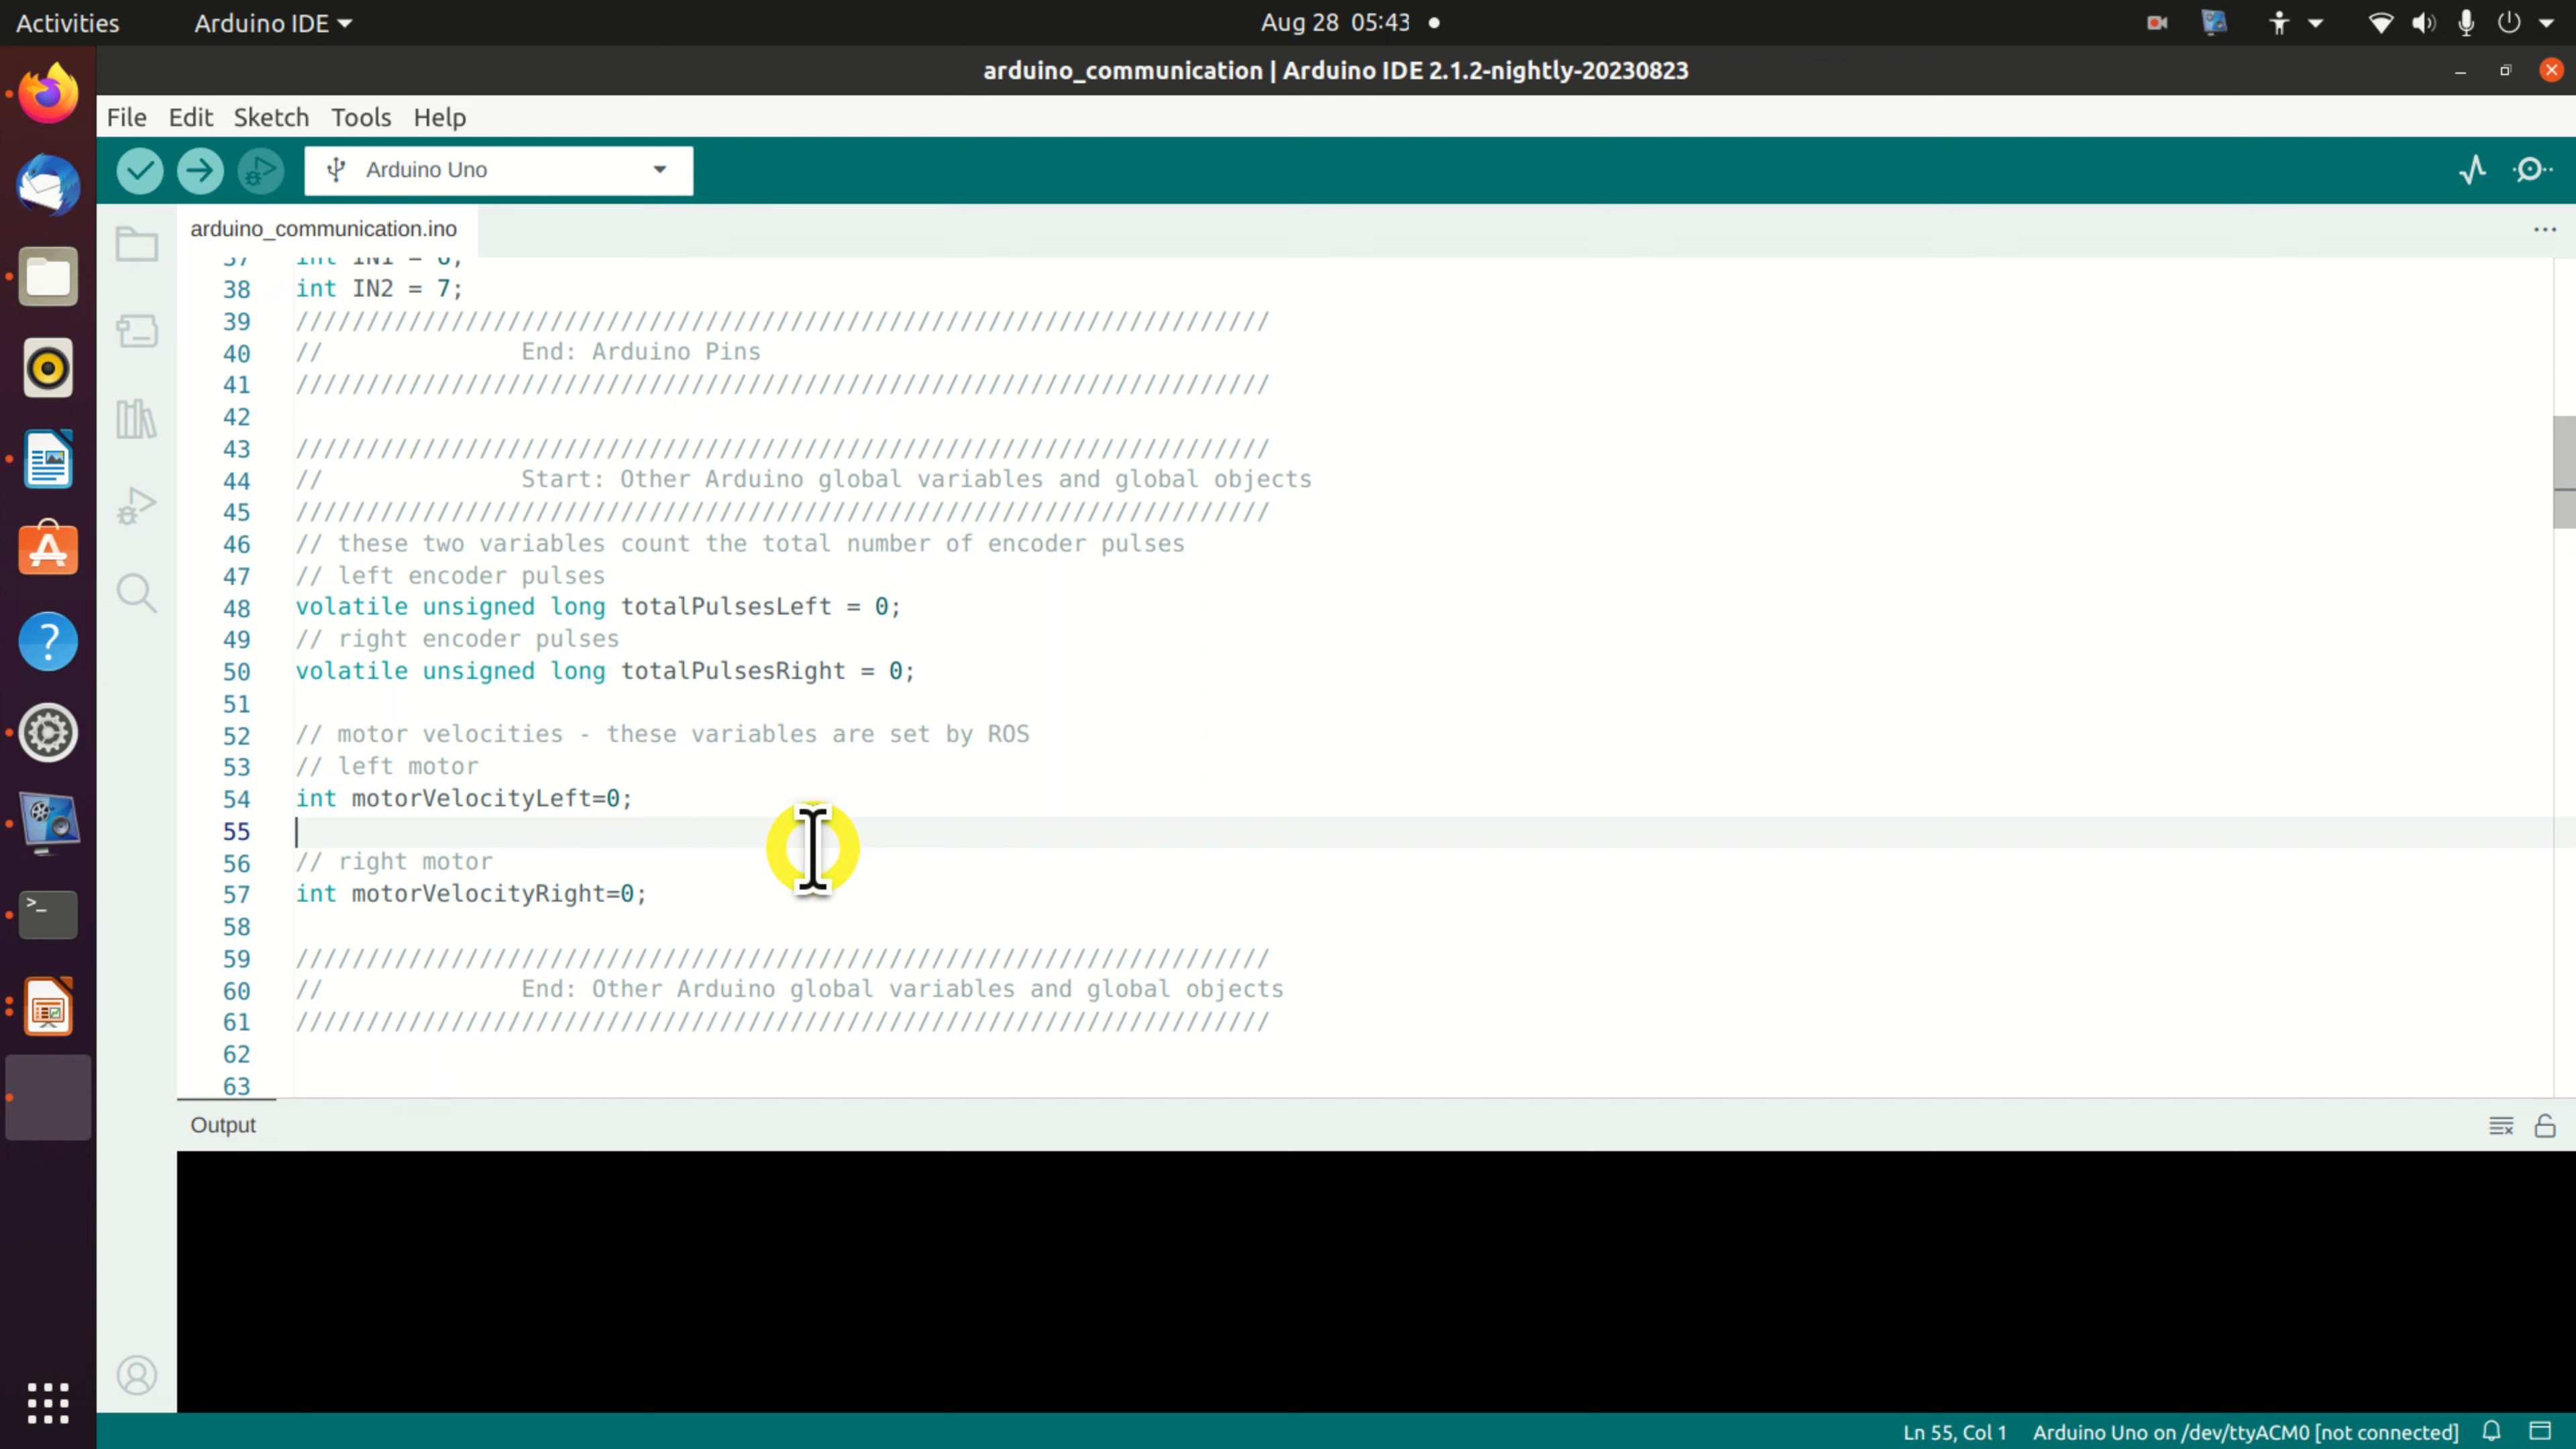 Activities Arduino IDE Aug 28 05:43
arduino_communication | Arduino IDE 2.1.2-nightly-20230823
File Edit Sketch Tools Help
Arduino Uno
arduino_communication.ino
37 int IN1 = 6;
38 int IN2 = 7;
39 /////////////////////////////////////////////////////////////////////
40 // End: Arduino Pins
41 /////////////////////////////////////////////////////////////////////
42
43 /////////////////////////////////////////////////////////////////////
44 // Start: Other Arduino global variables and global objects
45 /////////////////////////////////////////////////////////////////////
46 // these two variables count the total number of encoder pulses
47 // left encoder pulses
48 volatile unsigned long totalPulsesLeft = 0;
49 // right encoder pulses
50 volatile unsigned long totalPulsesRight = 0;
51
52 // motor velocities - these variables are set by ROS
53 // left motor
54 int motorVelocityLeft=0;
55
56 // right motor
57 int motorVelocityRight=0;
58
59 /////////////////////////////////////////////////////////////////////
60 // End: Other Arduino global variables and global objects
61 /////////////////////////////////////////////////////////////////////
62
63
Output
Ln 55, Col 1 Arduino Uno on /dev/ttyACM0 [not connected]